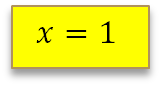 x = 1